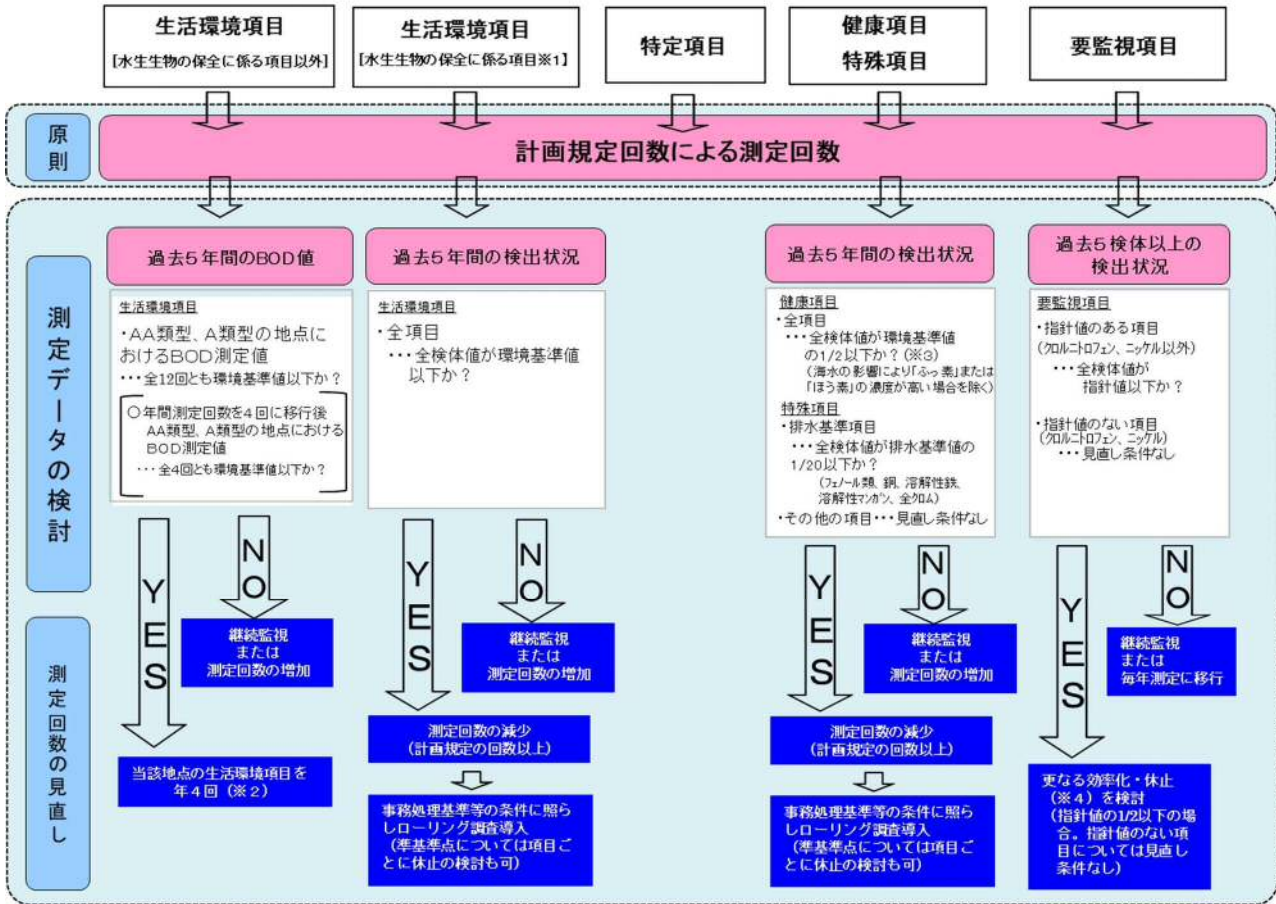 生活環境項目
[水生生物の保全に係る項目以外]
生活環境項目
[水生生物の保全に係る項目※1]
特定項目
健康項目
特殊項目
要監視項目
原則
計画規定回数による測定回数
測定データの検討
過去5年間のBOD値
生活環境項目
・AA類型、A類型の地点に
おけるBOD測定値
・・・全12回とも環境基準値以下か?
○年間測定回数を4回に移行後
AA類型、A類型の地点における
BOD測定値
・・・全4回とも環境基準値以下か?
YES
NO
過去5年間の検出状況
生活環境項目
・全項目
・・・全検体値が環境基準値
以下か?
YES
NO
過去5年間の検出状況
健康項目
・全項目
・・・全検体値が環境基準値
の1/2以下か?(※3)
(海水の影響により「ふっ素」または
「ほう素」の濃度が高い場合を除く)
特殊項目
・排水基準項目
・・・全検体値が排水基準値の
1/20以下か?
(フェノール類、銅、溶解性鉄、
溶解性マンガン、全クロム)
・その他の項目・・・見直し条件なし
YES
NO
過去5検体以上の
検出状況
要監視項目
・指針値のある項目
(クロルニトロフェン、ニッケル以外)
・・・全検体値が
指針値以下か?
・指針値のない項目
(クロルニトロフェン、ニッケル)
・・・見直し条件なし
YES
NO
測定回数の見直し
継続監視
または
測定回数の増加
当該地点の生活環境項目を
年4回(※2)
継続監視
または
測定回数の増加
測定回数の減少
(計画規定の回数以上)
事務処理基準等の条件に照ら
しローリング調査導入
(準基準点については項目ご
とに休止の検討も可)
継続監視
または
測定回数の増加
測定回数の減少
(計画規定の回数以上)
事務処理基準等の条件に照ら
しローリング調査導入
(準基準点については項目ご
とに休止の検討も可)
継続監視
または
毎年測定に移行
更なる効率化・休止
(※4)を検討
(指針値の1/2以下の場
合。指針値のない項
目については見直し
条件なし)